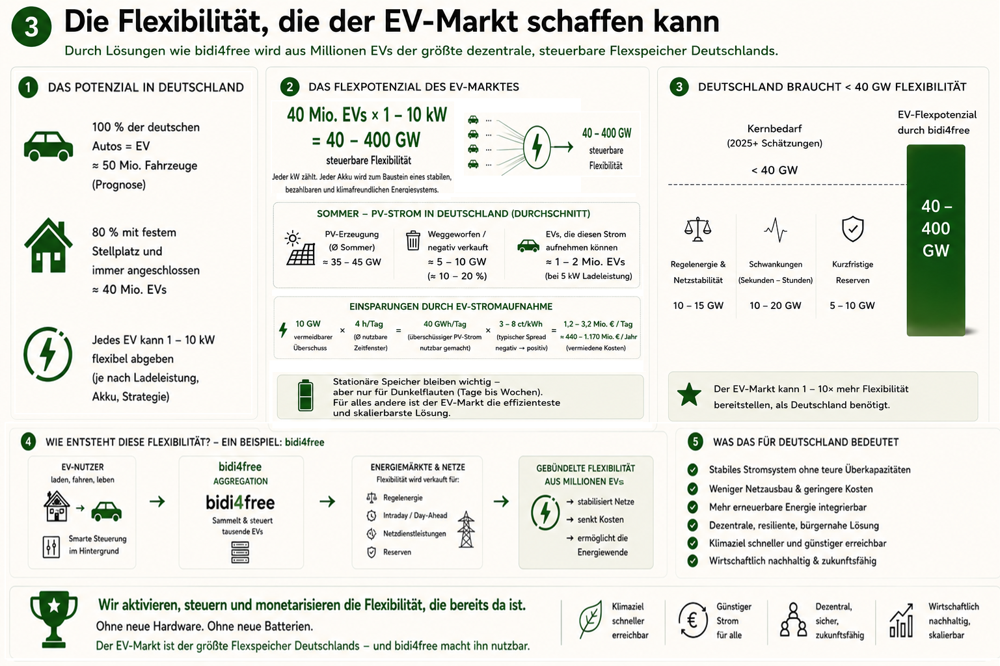 3
Die Flexibilität, die der EV-Markt schaffen kann
Durch Lösungen wie bidi4free wird aus Millionen EVs der größte dezentrale, steuerbare Flexspeicher Deutschlands.
1
DAS POTENZIAL IN DEUTSCHLAND
100 % der deutschen
Autos = EV
≈ 50 Mio. Fahrzeuge
(Prognose)
80 % mit festem
Stellplatz und
immer angeschlossen
≈ 40 Mio. EVs
Jedes EV kann 1 – 10 kW
flexibel abgeben
(je nach Ladeleistung,
Akku, Strategie)
2
DAS FLEXPOTENZIAL DES EV-MARKTES
40 Mio. EVs × 1 – 10 kW
= 40 – 400 GW
steuerbare Flexibilität
Jeder kW zählt. Jeder Akku wird zum Baustein eines stabilen,
bezahlbaren und klimafreundlichen Energiesystems.
...
...
...
...
40 – 400 GW
steuerbare
Flexibilität
SOMMER – PV-STROM IN DEUTSCHLAND (DURCHSCHNITT)
PV-Erzeugung
(Ø Sommer)
≈ 35 – 45 GW
Weggeworfen /
negativ verkauft
≈ 5 – 10 GW
(≈ 10 – 20 %)
EVs, die diesen Strom
aufnehmen können
≈ 1 – 2 Mio. EVs
(bei 5 kW Ladeleistung)
EINSPARUNGEN DURCH EV-STROMAUFNAHME
10 GW
vermeidbarer
Überschuss
×
4 h/Tag
(Ø nutzbare
Zeitfenster)
=
40 GWh/Tag
(überschüssiger PV-Strom
nutzbar gemacht)
×
3 – 8 ct/kWh
(typischer Spread
negativ → positiv)
=
1,2 – 3,2 Mio. € / Tag
≈ 440 – 1.170 Mio. € / Jahr
(vermiedene Kosten)
Stationäre Speicher bleiben wichtig –
aber nur für Dunkelflauten (Tage bis Wochen).
Für alles andere ist der EV-Markt die effizienteste
und skalierbarste Lösung.
3
DEUTSCHLAND BRAUCHT < 40 GW FLEXIBILITÄT
Kernbedarf
(2025+ Schätzungen)
< 40 GW
EV-Flexpotenzial
durch bidi4free
40 –
400
GW
Regelenergie &
Netzstabilität
10 – 15 GW
Schwankungen
(Sekunden – Stunden)
10 – 20 GW
Kurzfristige
Reserven
5 – 10 GW
Der EV-Markt kann 1 – 10× mehr Flexibilität
bereitstellen, als Deutschland benötigt.
4
WIE ENTSTEHT DIESE FLEXIBILITÄT? – EIN BEISPIEL: bidi4free
EV-NUTZER
laden, fahren, leben
Smarte Steuerung
im Hintergrund
bidi4free
AGGREGATION
bidi4free
Sammelt & steuert
tausende EVs
ENERGIEMÄRKTE & NETZE
Flexibilität wird verkauft für:
Regelenergie
Intraday / Day-Ahead
Netzdienstleistungen
Reserven
GEBÜNDELTE FLEXIBILITÄT
AUS MILLIONEN EVs
→ stabilisiert Netze
→ senkt Kosten
→ ermöglicht die
Energiewende
5
WAS DAS FÜR DEUTSCHLAND BEDEUTET
Stabiles Stromsystem ohne teure Überkapazitäten
Weniger Netzausbau & geringere Kosten
Mehr erneuerbare Energie integrierbar
Dezentrale, resiliente, bürgernahe Lösung
Klimaziel schneller und günstiger erreichbar
Wirtschaftlich nachhaltig & zukunftsfähig
Wir aktivieren, steuern und monetarisieren die Flexibilität, die bereits da ist.
Ohne neue Hardware. Ohne neue Batterien.
Der EV-Markt ist der größte Flexspeicher Deutschlands – und bidi4free macht ihn nutzbar.
Klimaziel
schneller
erreichbar
€
Günstiger
Strom
für alle
Dezentral,
sicher,
zukunftsfähig
Wirtschaftlich
nachhaltig,
skalierbar